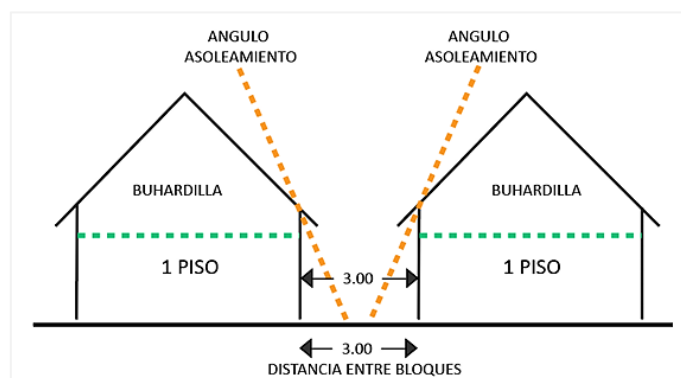 ANGULO
ASOLEAMIENTO
ANGULO
ASOLEAMIENTO
BUHARDILLA
BUHARDILLA
1 PISO
1 PISO
3.00
3.00
DISTANCIA ENTRE BLOQUES